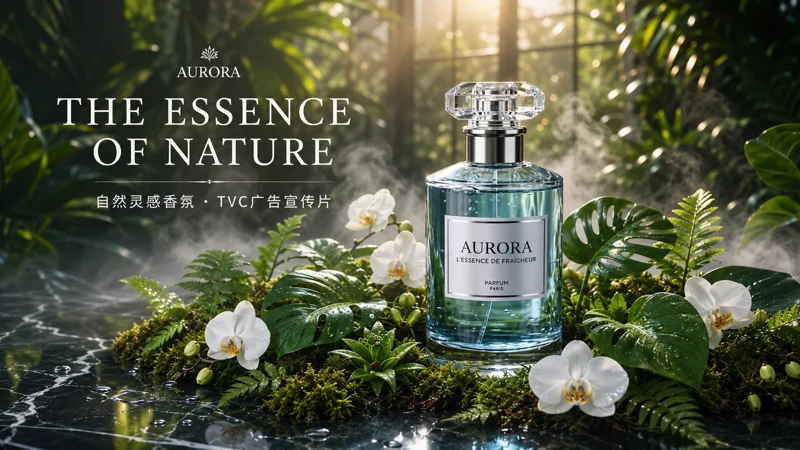 AURORA
THE ESSENCE
OF NATURE
自然灵感香氛 · TVC广告宣传片
AURORA
L'ESSENCE DE FRAÎCHEUR
PARFUM
PARIS